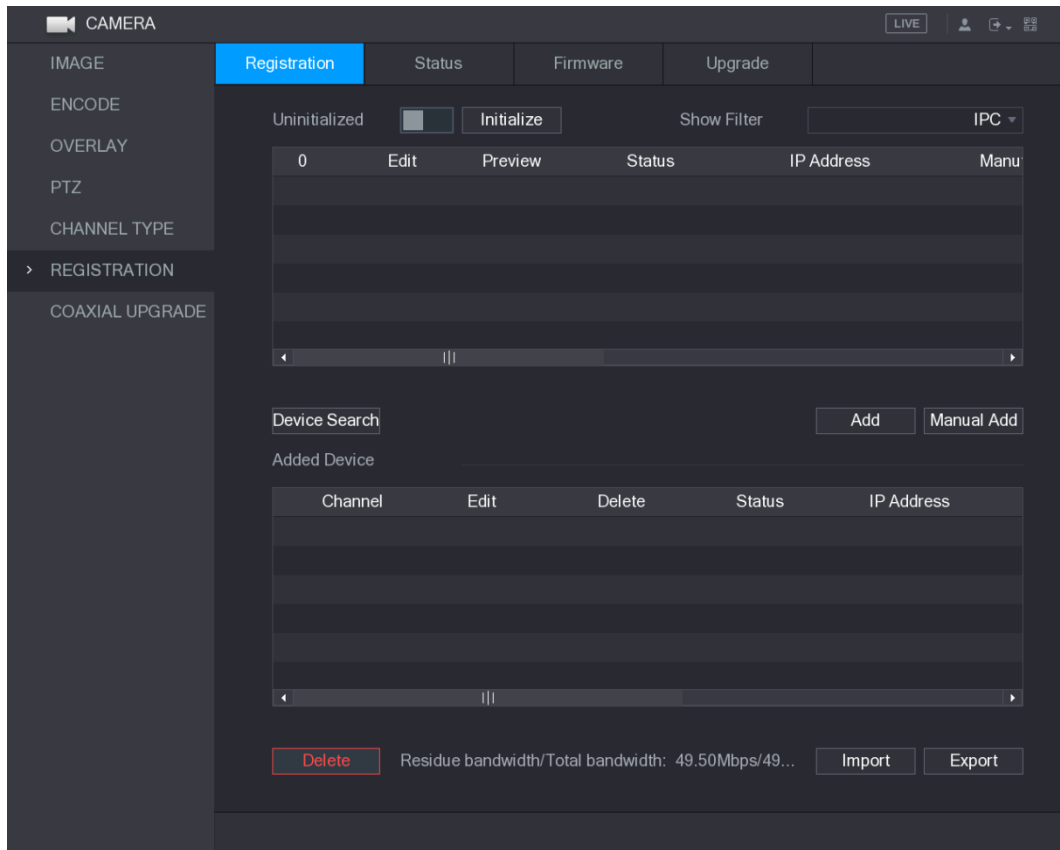 CAMERA LIVE
IMAGE
ENCODE
OVERLAY
PTZ
CHANNEL TYPE
REGISTRATION
COAXIAL UPGRADE
Registration Status Firmware Upgrade
Uninitialized Initialize Show Filter IPC
0 Edit Preview Status IP Address Manu
Device Search Add Manual Add
Added Device
Channel Edit Delete Status IP Address
Delete Residue bandwidth/Total bandwidth: 49.50Mbps/49... Import Export